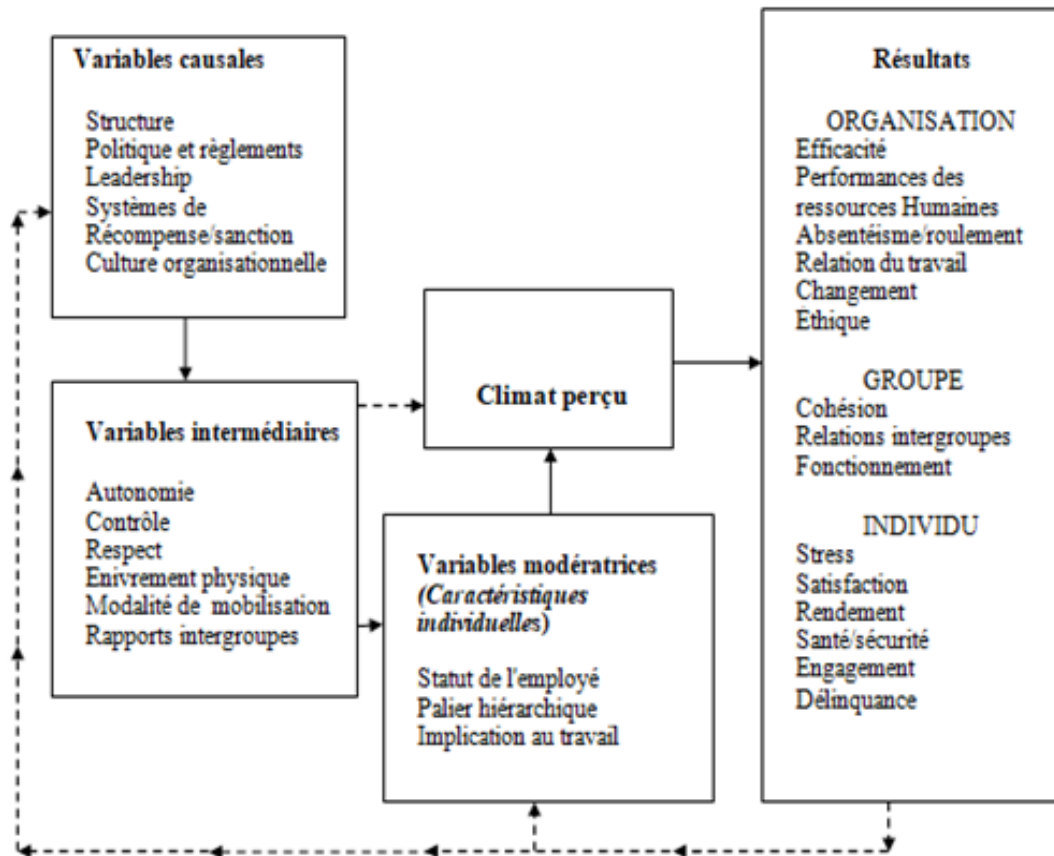 Variables causales
Structure
Politique et règlements
Leadership
Systèmes de
Récompense/sanction
Culture organisationnelle
Variables intermédiaires
Autonomie
Contrôle
Respect
Enivrement physique
Modalité de mobilisation
Rapports intergroupes
Variables modératrices
(Caractéristiques
individuelles)
Statut de l'employé
Palier hiérarchique
Implication au travail
Climat perçu
Résultats
ORGANISATION
Efficacité
Performances des
ressources Humaines
Absentéisme/roulement
Relation du travail
Changement
Éthique
GROUPE
Cohésion
Relations intergroupes
Fonctionnement
INDIVIDU
Stress
Satisfaction
Rendement
Santé/sécurité
Engagement
Délinquance